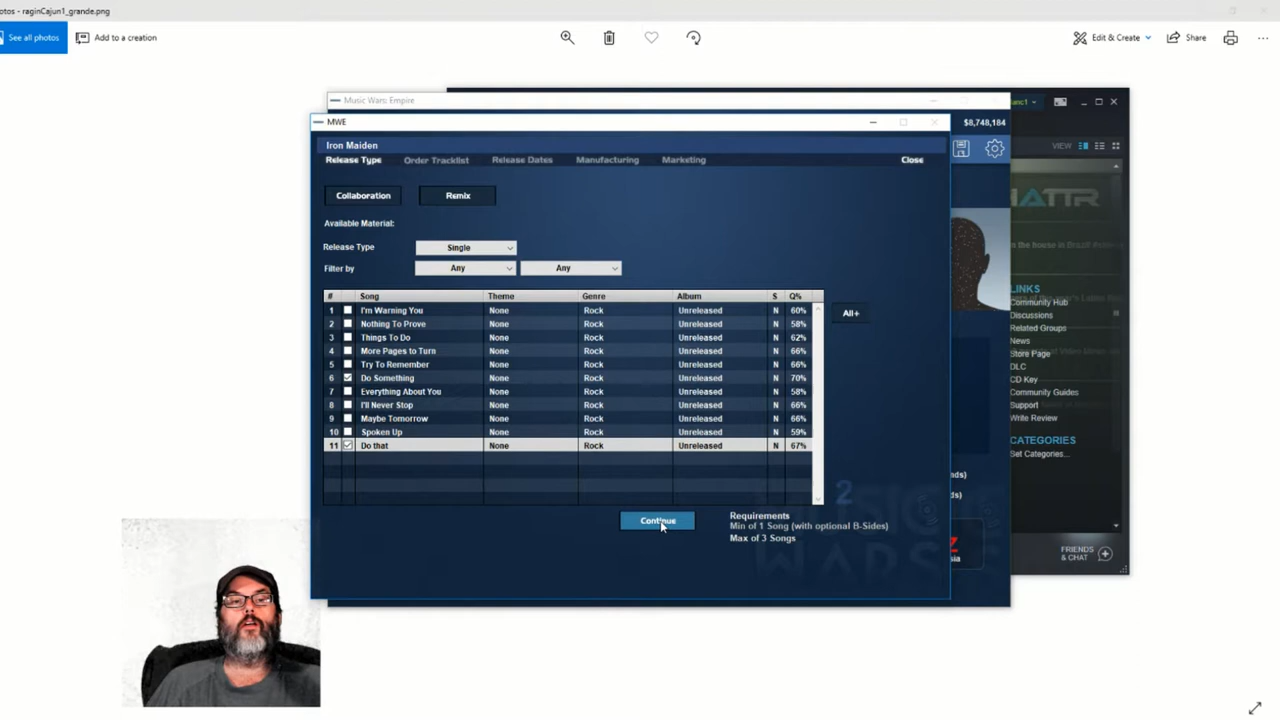 otos - raginCajun1_grande.png
See all photos
Add to a creation
Edit & Create
Share
Music Wars: Empire
MWE
$8,748,184
Iron Maiden
Release Type Order Tracklist Release Dates Manufacturing Marketing Close
VIEW
Collaboration Remix
Available Material:
Release Type Single
Filter by Any Any
# Song Theme Genre Album S Q%
1 I'm Warning You None Rock Unreleased N 60%
2 Nothing To Prove None Rock Unreleased N 58%
3 Things To Do None Rock Unreleased N 62%
4 More Pages to Turn None Rock Unreleased N 66%
5 Try To Remember None Rock Unreleased N 66%
6 Do Something None Rock Unreleased N 70%
7 Everything About You None Rock Unreleased N 58%
8 I'll Never Stop None Rock Unreleased N 66%
9 Maybe Tomorrow None Rock Unreleased N 66%
10 Spoken Up None Rock Unreleased N 59%
11 Do that None Rock Unreleased N 67%
All+
Continue
Requirements
Min of 1 Song (with optional B-Sides)
Max of 3 Songs
LINKS
Community Hub
Discussions
Related Groups
News
Store Page
DLC
CD Key
Community Guides
Support
Write Review
CATEGORIES
Set Categories...
FRIENDS
& CHAT